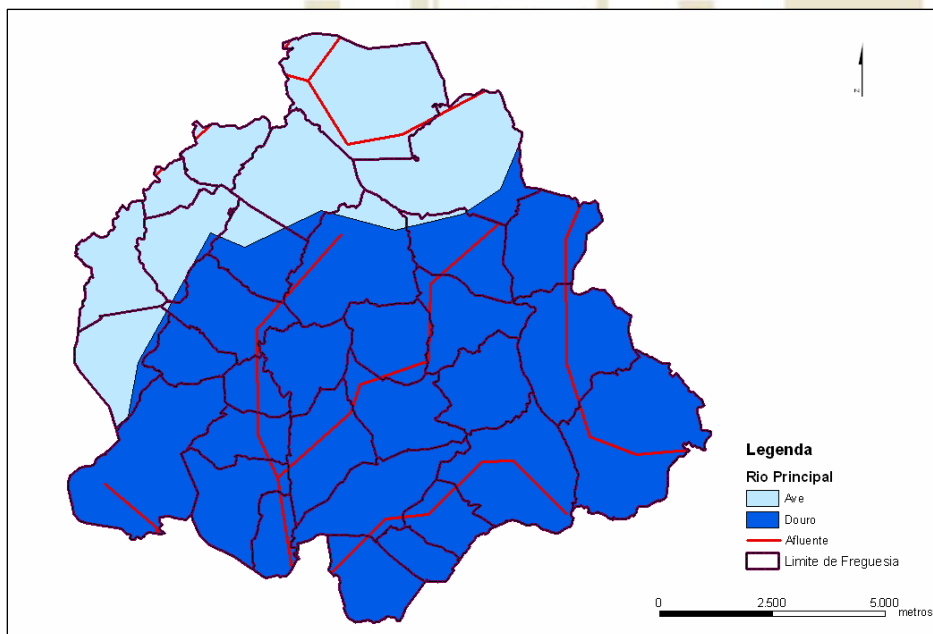 N
Legenda
Rio Principal
Ave
Douro
Afluente
Limite de Freguesia
0 2.500 5.000
metros